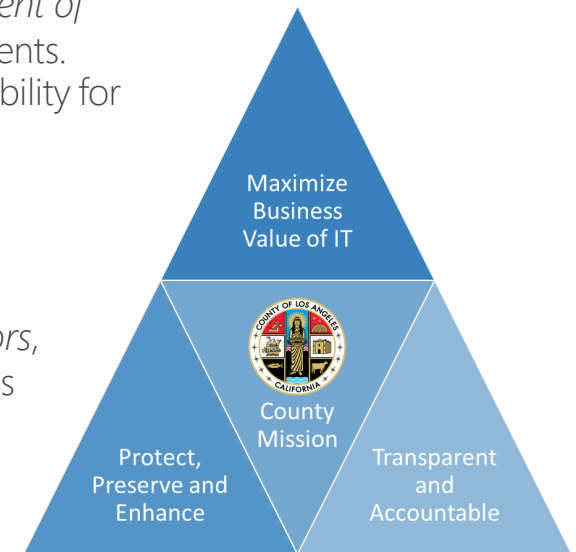 ent of
ents.
bility for
ors,
s
Maximize
Business
Value of IT
COUNTY OF LOS ANGELES
CALIFORNIA
County
Mission
Protect,
Preserve and
Enhance
Transparent
and
Accountable